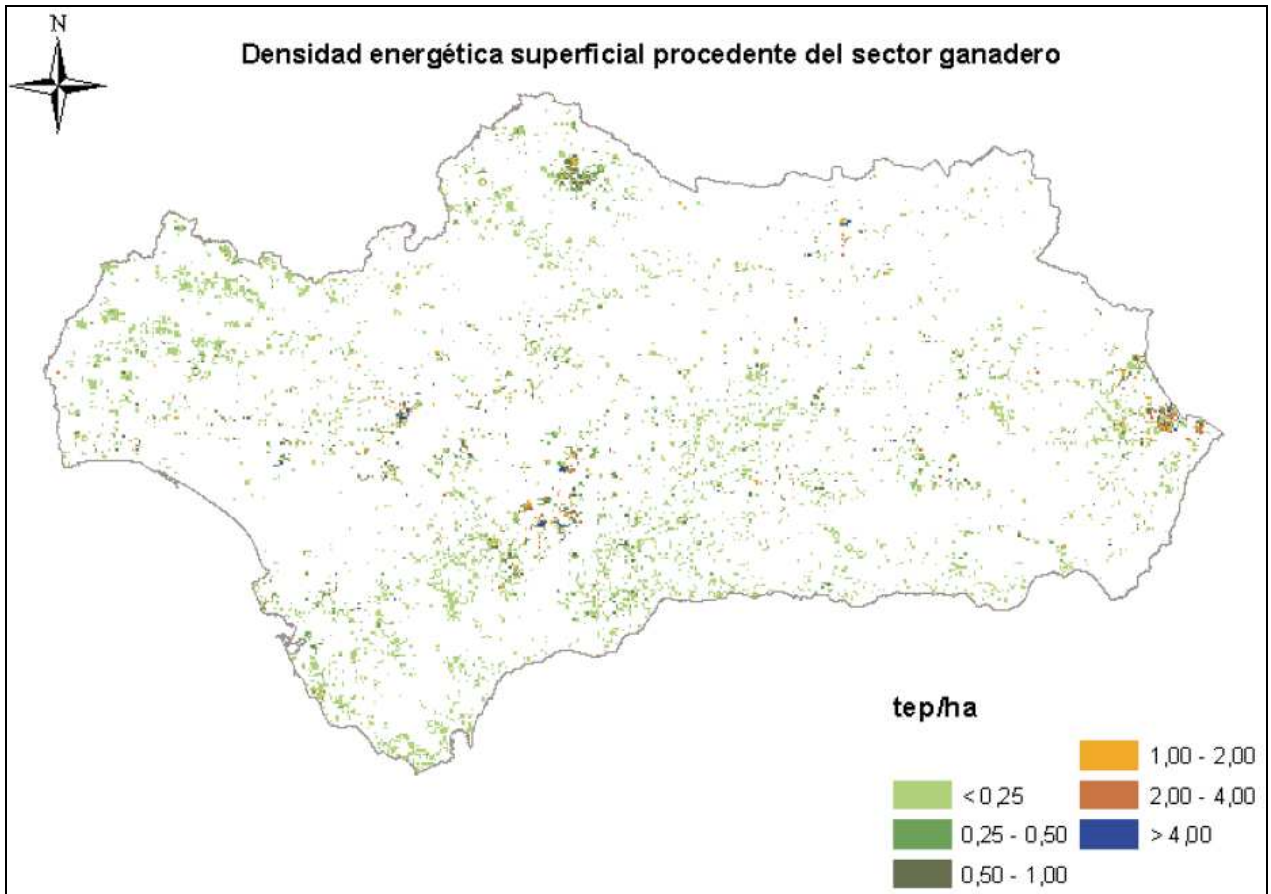 N
Densidad energética superficial procedente del sector ganadero
tep/ha
< 0,25
0,25 - 0,50
0,50 - 1,00
1,00 - 2,00
2,00 - 4,00
> 4,00